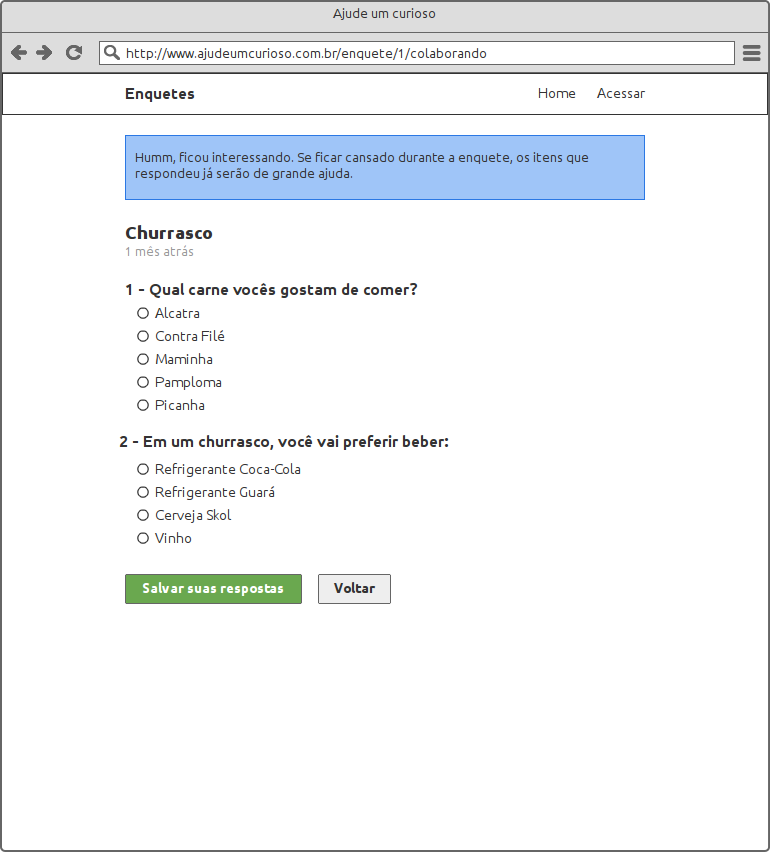 Ajude um curioso
http://www.ajudeumcurioso.com.br/enquete/1/colaborando
Enquetes
Home
Acessar
Humm, ficou interessando. Se ficar cansado durante a enquete, os itens que
respondeu já serão de grande ajuda.
Churrasco
1 mês atrás
1 - Qual carne vocês gostam de comer?
Alcatra
Contra Filé
Maminha
Pamploma
Picanha
2 - Em um churrasco, você vai preferir beber:
Refrigerante Coca-Cola
Refrigerante Guará
Cerveja Skol
Vinho
Salvar suas respostas
Voltar